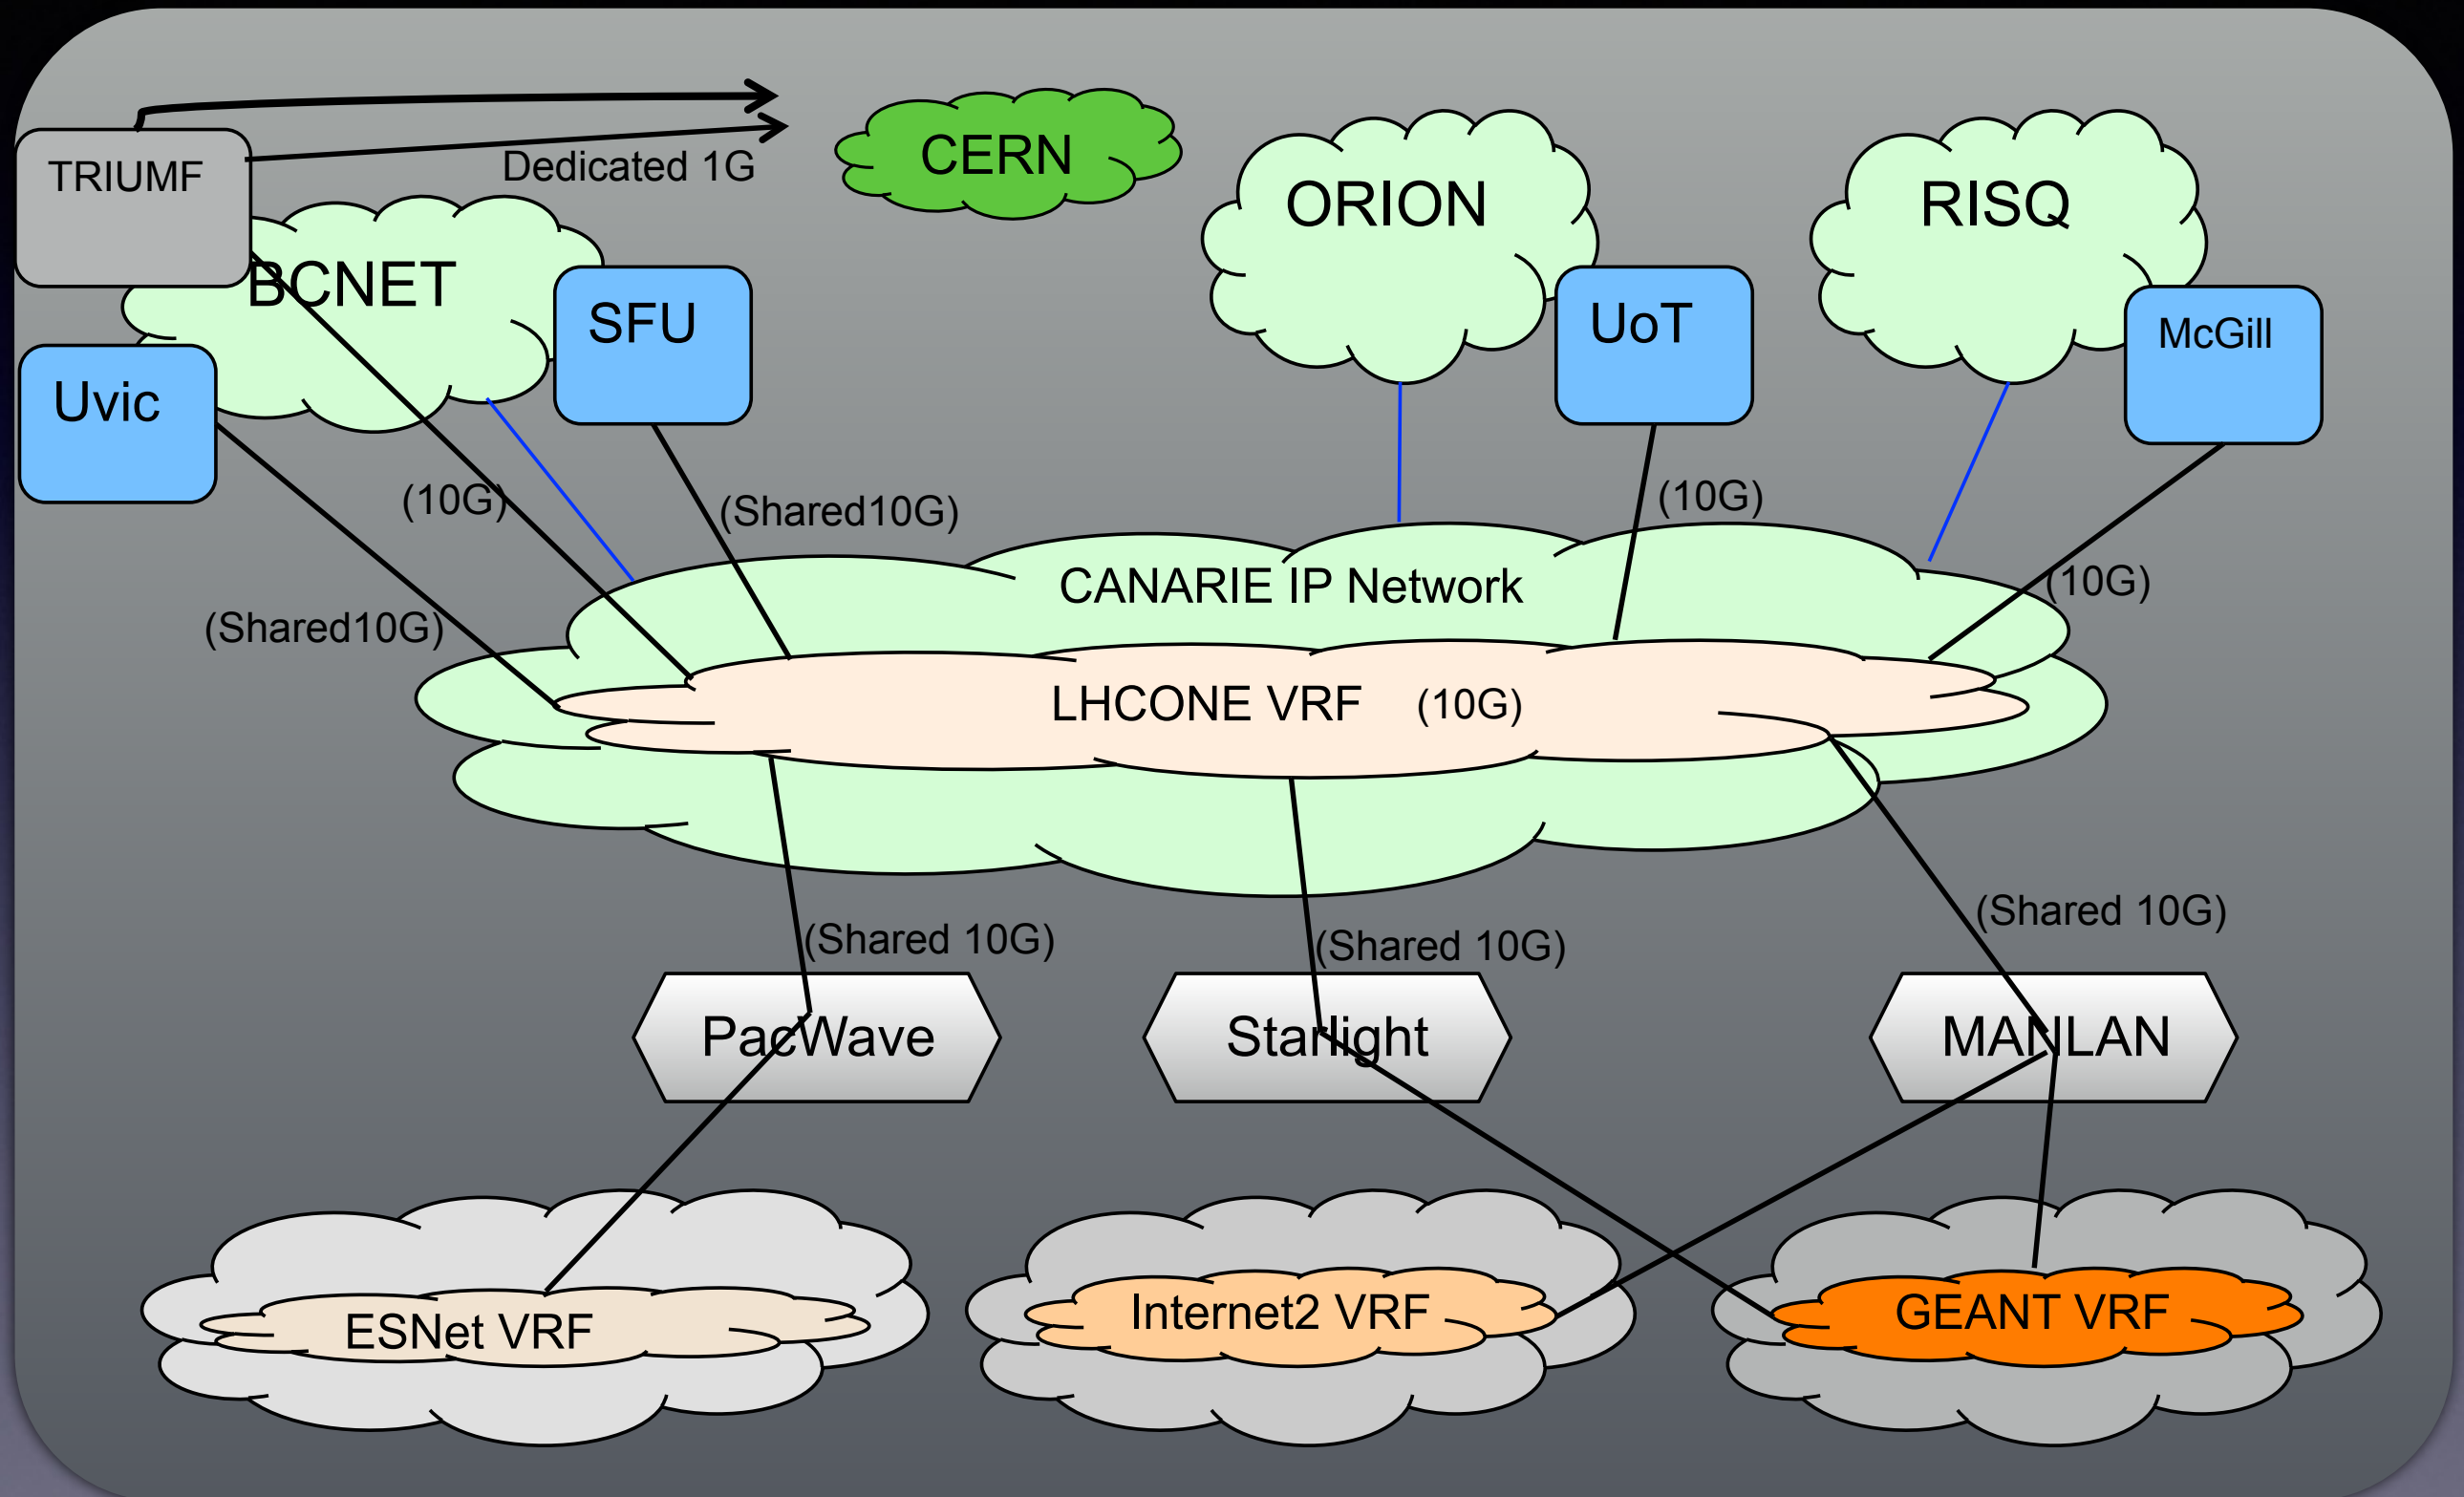 TRIUMF
Dedicated 1G
CERN
ORION
RISQ
BCNET
SFU
UoT
McGill
Uvic
(10G)
(Shared10G)
(10G)
(10G)
(Shared10G)
CANARIE IP Network
LHCONE VRF (10G)
(Shared 10G)
(Shared 10G)
(Shared 10G)
PacWave
Starlight
MANLAN
ESNet VRF
Internet2 VRF
GEANT VRF